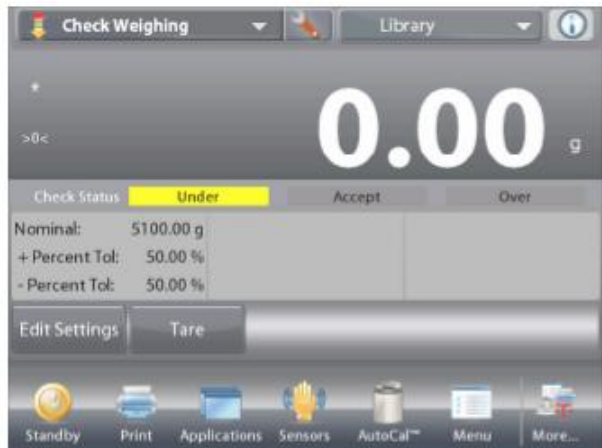 Check Weighing Library
*
>0<
0.00 g
Check Status Under Accept Over
Nominal: 5100.00 g
+ Percent Tol: 50.00 %
- Percent Tol: 50.00 %
Edit Settings Tare
Standby Print Applications Sensors AutoCal™ Menu More...